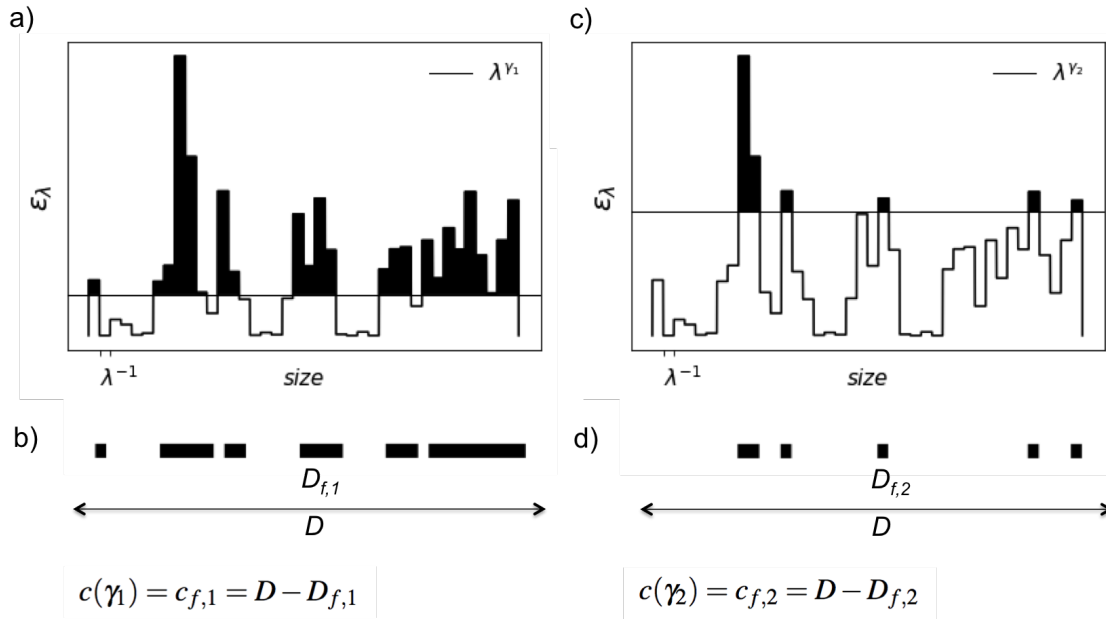 a)
λ^γ₁
ε_λ
λ⁻¹
size
b)
D_f,1
D
c(γ₁) = c_f,1 = D − D_f,1
c)
λ^γ₂
ε_λ
λ⁻¹
size
d)
D_f,2
D
c(γ₂) = c_f,2 = D − D_f,2